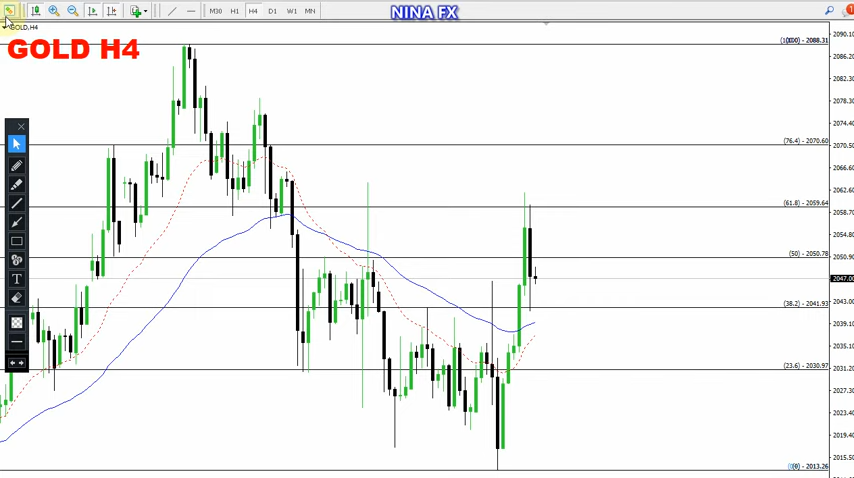 M30 H1 H4 D1 W1 MN
NINA FX
GOLD,H4
GOLD H4
(100) - 2088.31
(76.4) - 2070.60
(61.8) - 2059.64
(50) - 2050.78
(38.2) - 2041.93
(23.6) - 2030.97
(0) - 2013.26
2090.10
2086.20
2082.30
2078.30
2074.40
2070.50
2066.60
2062.60
2058.70
2054.80
2050.90
2047.00
2043.00
2039.10
2035.10
2031.20
2027.30
2023.40
2019.40
2015.50
T